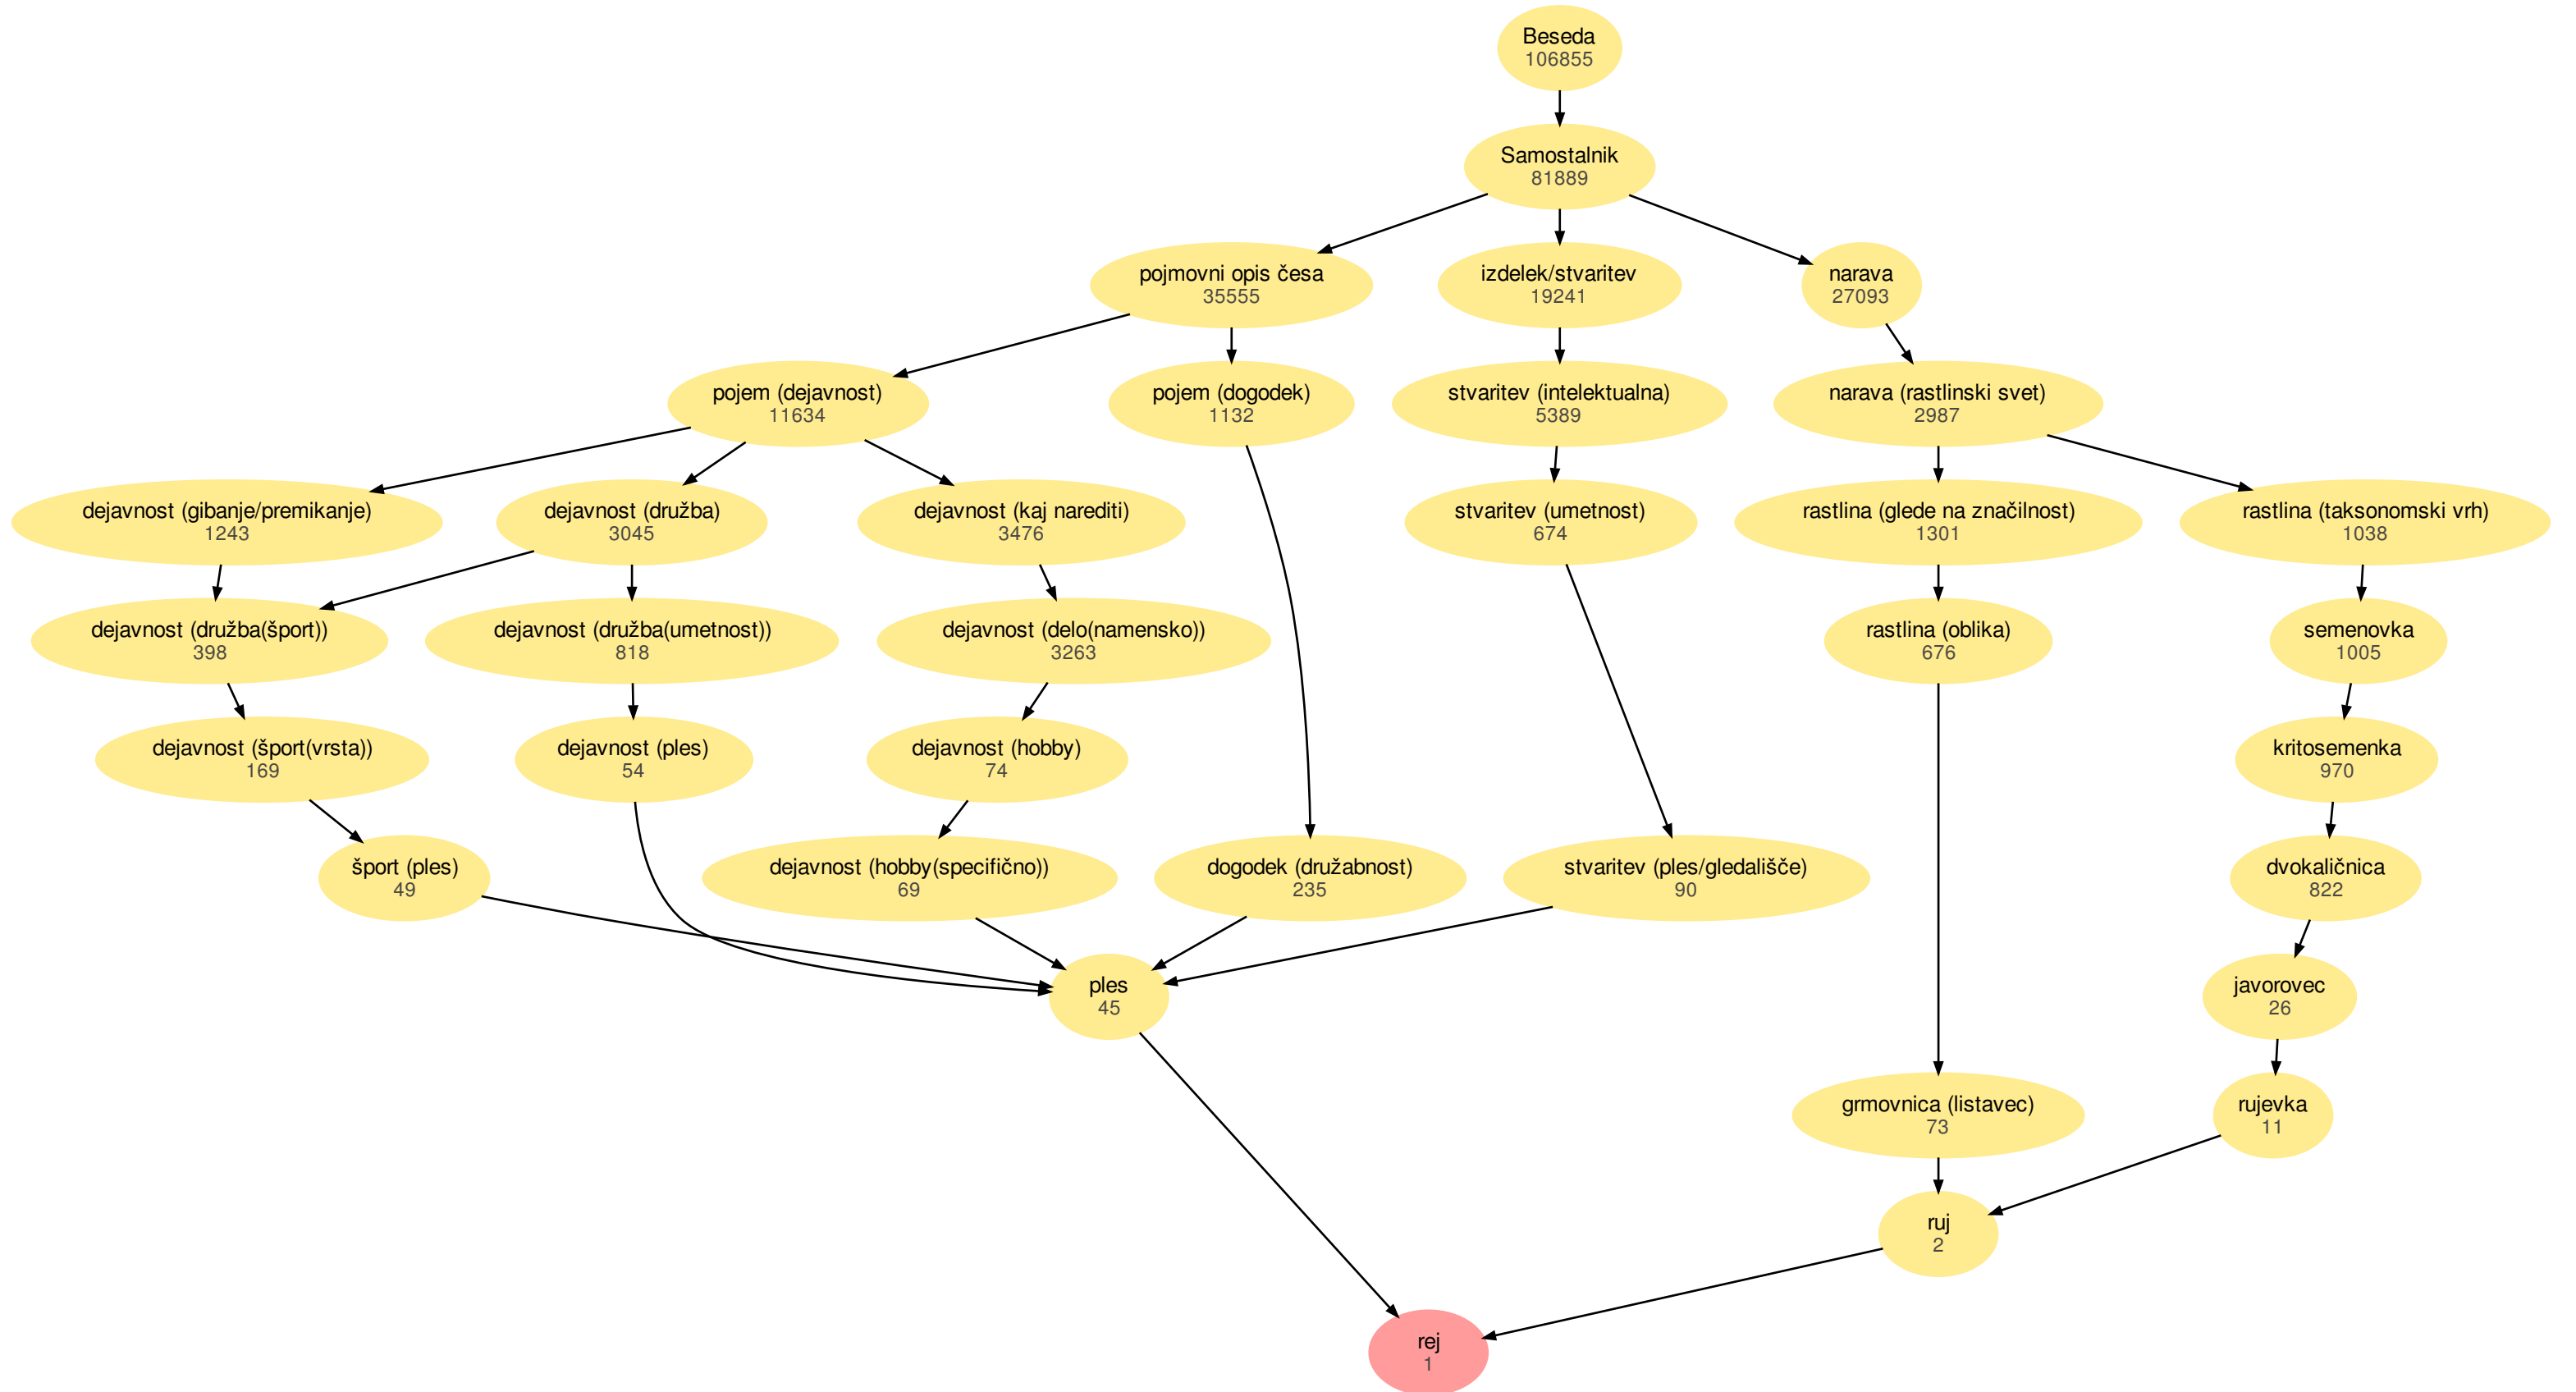 Beseda
106855
Samostalnik
81889
pojmovni opis česa
35555
izdelek/stvaritev
19241
narava
27093
pojem (dejavnost)
11634
pojem (dogodek)
1132
stvaritev (intelektualna)
5389
narava (rastlinski svet)
2987
dejavnost (gibanje/premikanje)
1243
dejavnost (družba)
3045
dejavnost (kaj narediti)
3476
stvaritev (umetnost)
674
rastlina (glede na značilnost)
1301
rastlina (taksonomski vrh)
1038
dejavnost (družba(šport))
398
dejavnost (družba(umetnost))
818
dejavnost (delo(namensko))
3263
rastlina (oblika)
676
semenovka
1005
dejavnost (šport(vrsta))
169
dejavnost (ples)
54
dejavnost (hobby)
74
kritosemenka
970
šport (ples)
49
dejavnost (hobby(specifično))
69
dogodek (družabnost)
235
stvaritev (ples/gledališče)
90
dvokaličnica
822
ples
45
javorovec
26
grmovnica (listavec)
73
rujevka
11
ruj
2
rej
1